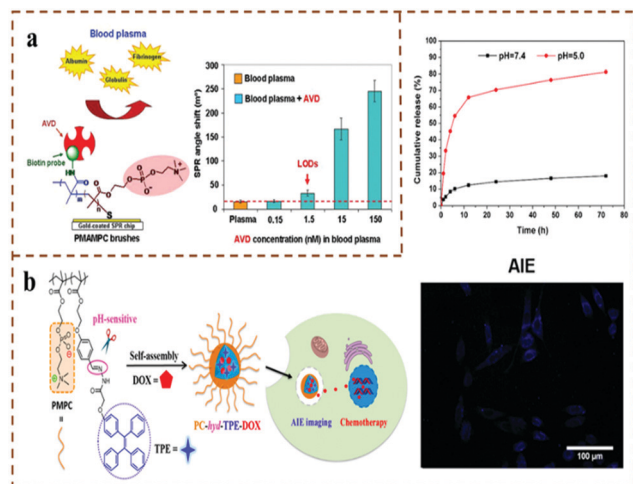 a
Blood plasma
Albumin
Fibrinogen
Globulin
AVD
Biotin probe
HN
O
O
O
O
P
O
O
N
m
n
S
Gold-coated SPR chip
PMAMPC brushes
SPR angle shift (m°)
300
250
200
150
100
50
0
Blood plasma
Blood plasma + AVD
LODs
Plasma 0.15 1.5 15 150
AVD concentration (nM) in blood plasma
Cumulative release (%)
100
90
80
70
60
50
40
30
20
10
0
pH=7.4 pH=5.0
0 10 20 30 40 50 60 70 80
Time (h)
b
pH-sensitive
PMPC
=
NH
TPE =
Self-assembly
DOX =
PC-hyd-TPE-DOX
AIE imaging
Chemotherapy
AIE
100 μm